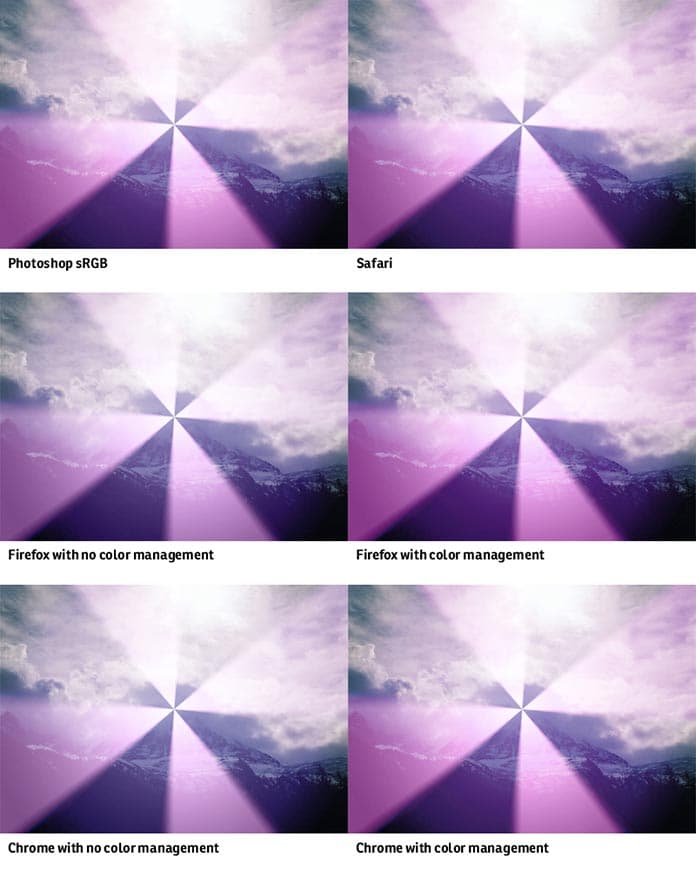 Photoshop sRGB
Safari
Firefox with no color management
Firefox with color management
Chrome with no color management
Chrome with color management